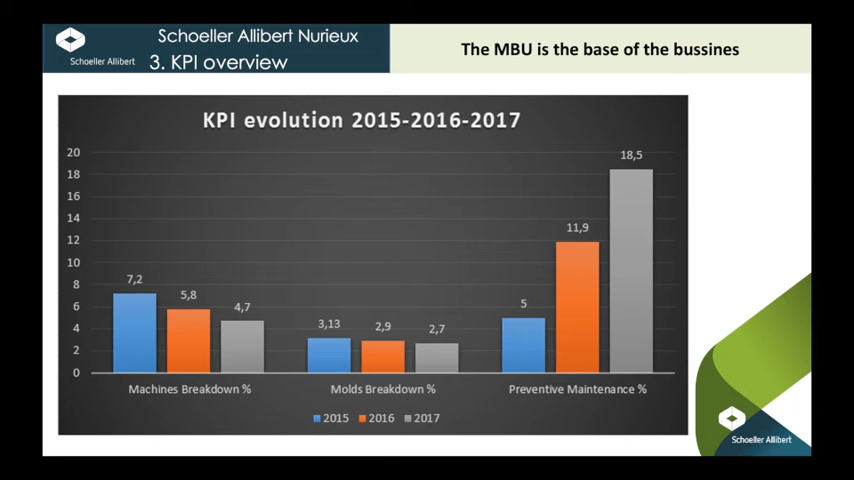 Schoeller Allibert Nurieux
Schoeller Allibert
3. KPI overview
The MBU is the base of the bussines
KPI evolution 2015-2016-2017
20
18
16
14
12
10
8
6
4
2
0
7,2
5,8
4,7
3,13
2,9
2,7
5
11,9
18,5
Machines Breakdown %
Molds Breakdown %
Preventive Maintenance %
2015 2016 2017
Schoeller Allibert